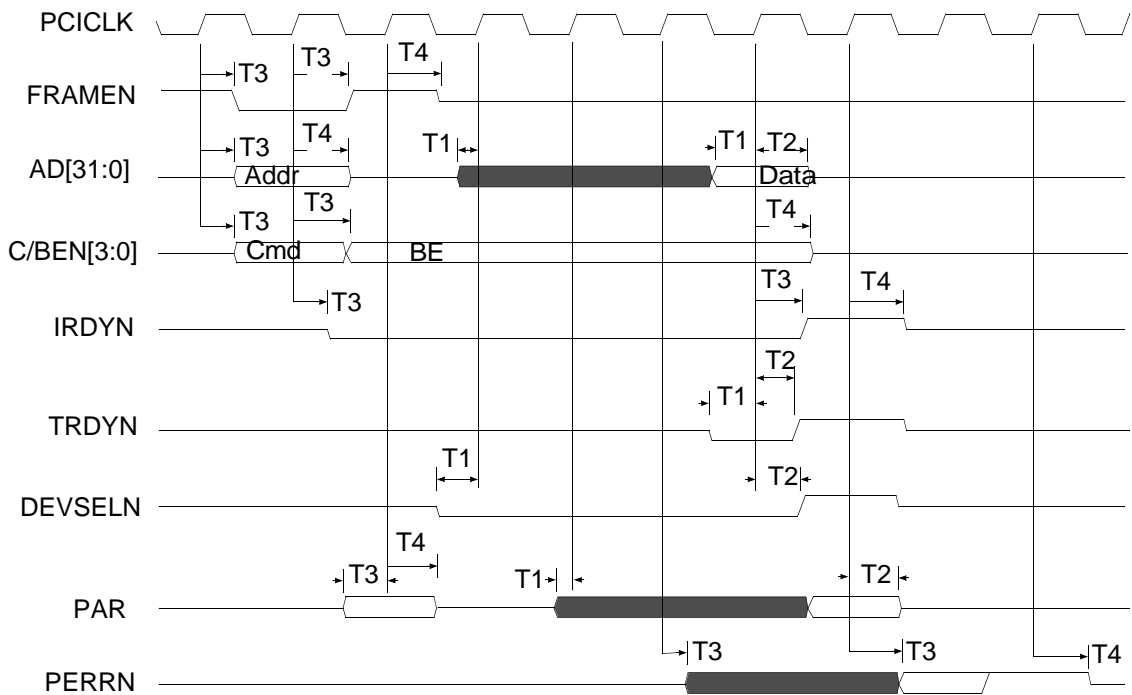 PCICLK
T3 T3 T4
FRAMEN
T3 T4 T1 T1 T2
AD[31:0] Addr Data
T3 T3 T4
C/BEN[3:0] Cmd BE
T3 T3 T4
IRDYN
T1 T2
TRDYN
T1 T2
DEVSELN
T3 T4 T1 T2
PAR
T3 T3 T4
PERRN